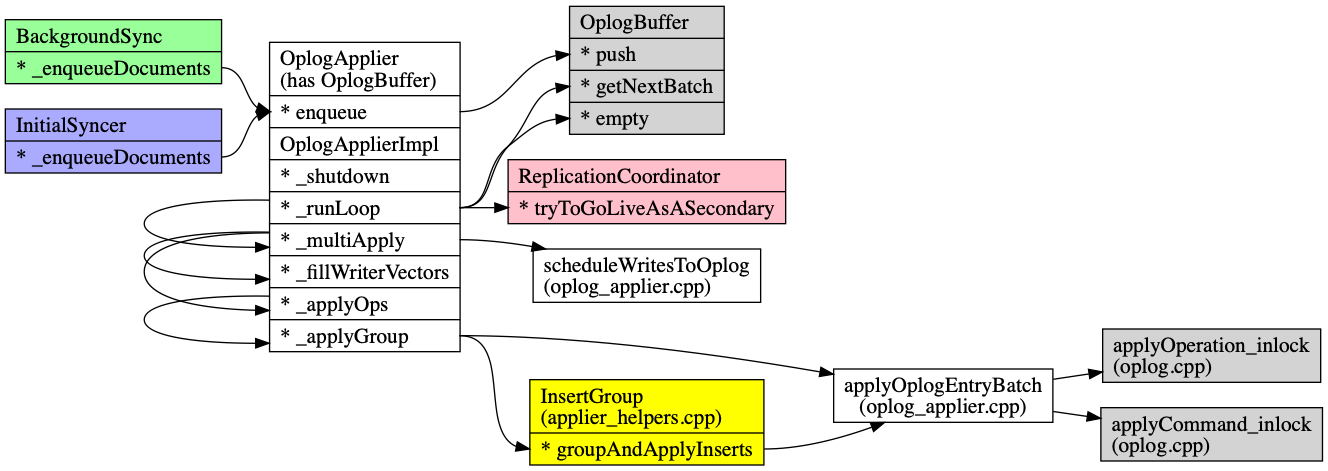 BackgroundSync
* _enqueueDocuments
InitialSyncer
* _enqueueDocuments
OplogApplier
(has OplogBuffer)
* enqueue
OplogApplierImpl
* _shutdown
* _runLoop
* _multiApply
* _fillWriterVectors
* _applyOps
* _applyGroup
OplogBuffer
* push
* getNextBatch
* empty
ReplicationCoordinator
* tryToGoLiveAsASecondary
scheduleWritesToOplog
(oplog_applier.cpp)
InsertGroup
(applier_helpers.cpp)
* groupAndApplyInserts
applyOplogEntryBatch
(oplog_applier.cpp)
applyOperation_inlock
(oplog.cpp)
applyCommand_inlock
(oplog.cpp)